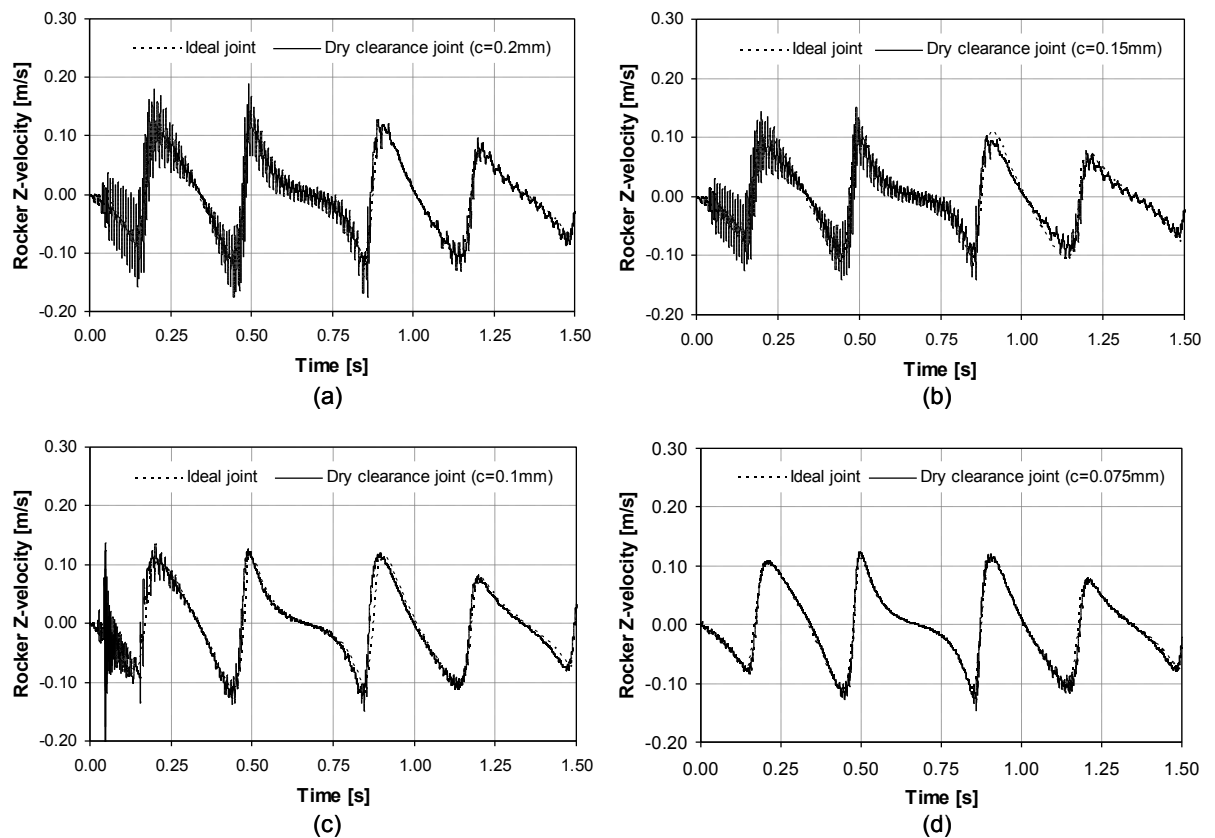 0.30
0.20
0.10
0.00
-0.10
-0.20
Rocker Z-velocity [m/s]
Ideal joint
Dry clearance joint (c=0.2mm)
0.00 0.25 0.50 0.75 1.00 1.25 1.50
Time [s]
(a)
0.30
0.20
0.10
0.00
-0.10
-0.20
Rocker Z-velocity [m/s]
Ideal joint
Dry clearance joint (c=0.15mm)
0.00 0.25 0.50 0.75 1.00 1.25 1.50
Time [s]
(b)
0.30
0.20
0.10
0.00
-0.10
-0.20
Rocker Z-velocity [m/s]
Ideal joint
Dry clearance joint (c=0.1mm)
0.00 0.25 0.50 0.75 1.00 1.25 1.50
Time [s]
(c)
0.30
0.20
0.10
0.00
-0.10
-0.20
Rocker Z-velocity [m/s]
Ideal joint
Dry clearance joint (c=0.075mm)
0.00 0.25 0.50 0.75 1.00 1.25 1.50
Time [s]
(d)